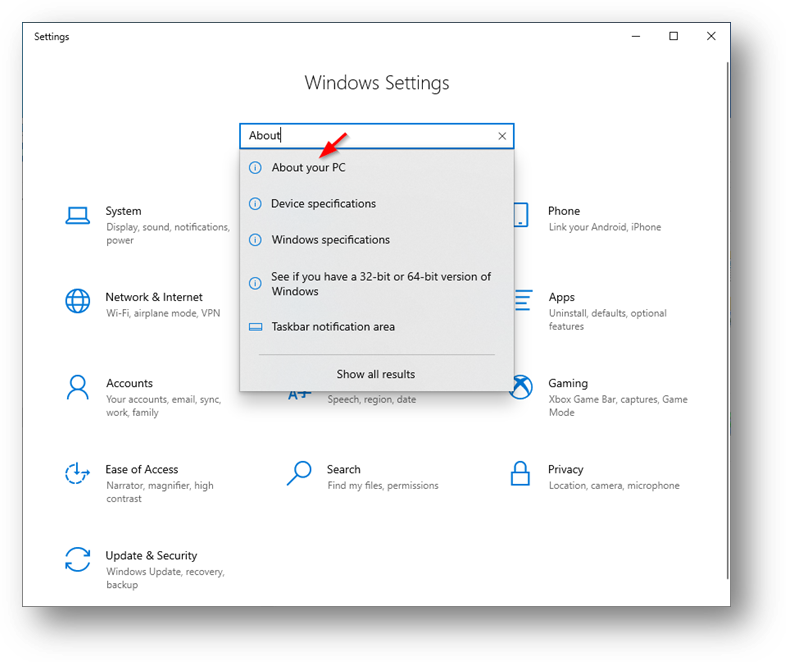 Settings
Windows Settings
About
About your PC
Device specifications
Windows specifications
See if you have a 32-bit or 64-bit version of
Windows
Taskbar notification area
Show all results
System
Display, sound, notifications,
power
Phone
Link your Android, iPhone
Network & Internet
Wi-Fi, airplane mode, VPN
Apps
Uninstall, defaults, optional
features
Accounts
Your accounts, email, sync,
work, family
Speech, region, date
Gaming
Xbox Game Bar, captures, Game
Mode
Ease of Access
Narrator, magnifier, high
contrast
Search
Find my files, permissions
Privacy
Location, camera, microphone
Update & Security
Windows Update, recovery,
backup